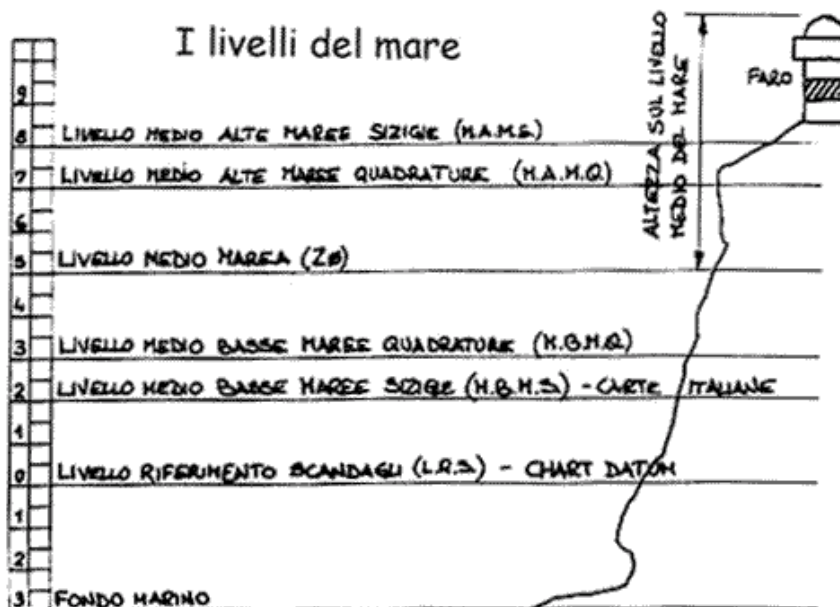 I livelli del mare
ALTEZZA SUL LIVELLO
MEDIO DEL MARE
FARO
9
LIVELLO MEDIO ALTE MAREE SIZIGIE (M.A.M.S.)
8
LIVELLO MEDIO ALTE MAREE QUADRATURE (M.A.M.Q.)
7
6
LIVELLO MEDIO MAREA (ZØ)
5
4
LIVELLO MEDIO BASSE MAREE QUADRATURE (M.B.M.Q.)
3
LIVELLO MEDIO BASSE MAREE SIZIGIE (M.B.M.S.) - CARTE ITALIANE
2
1
LIVELLO RIFERIMENTO SCANDAGLI (L.R.S.) - CHART DATUM
0
1
2
FONDO MARINO
3